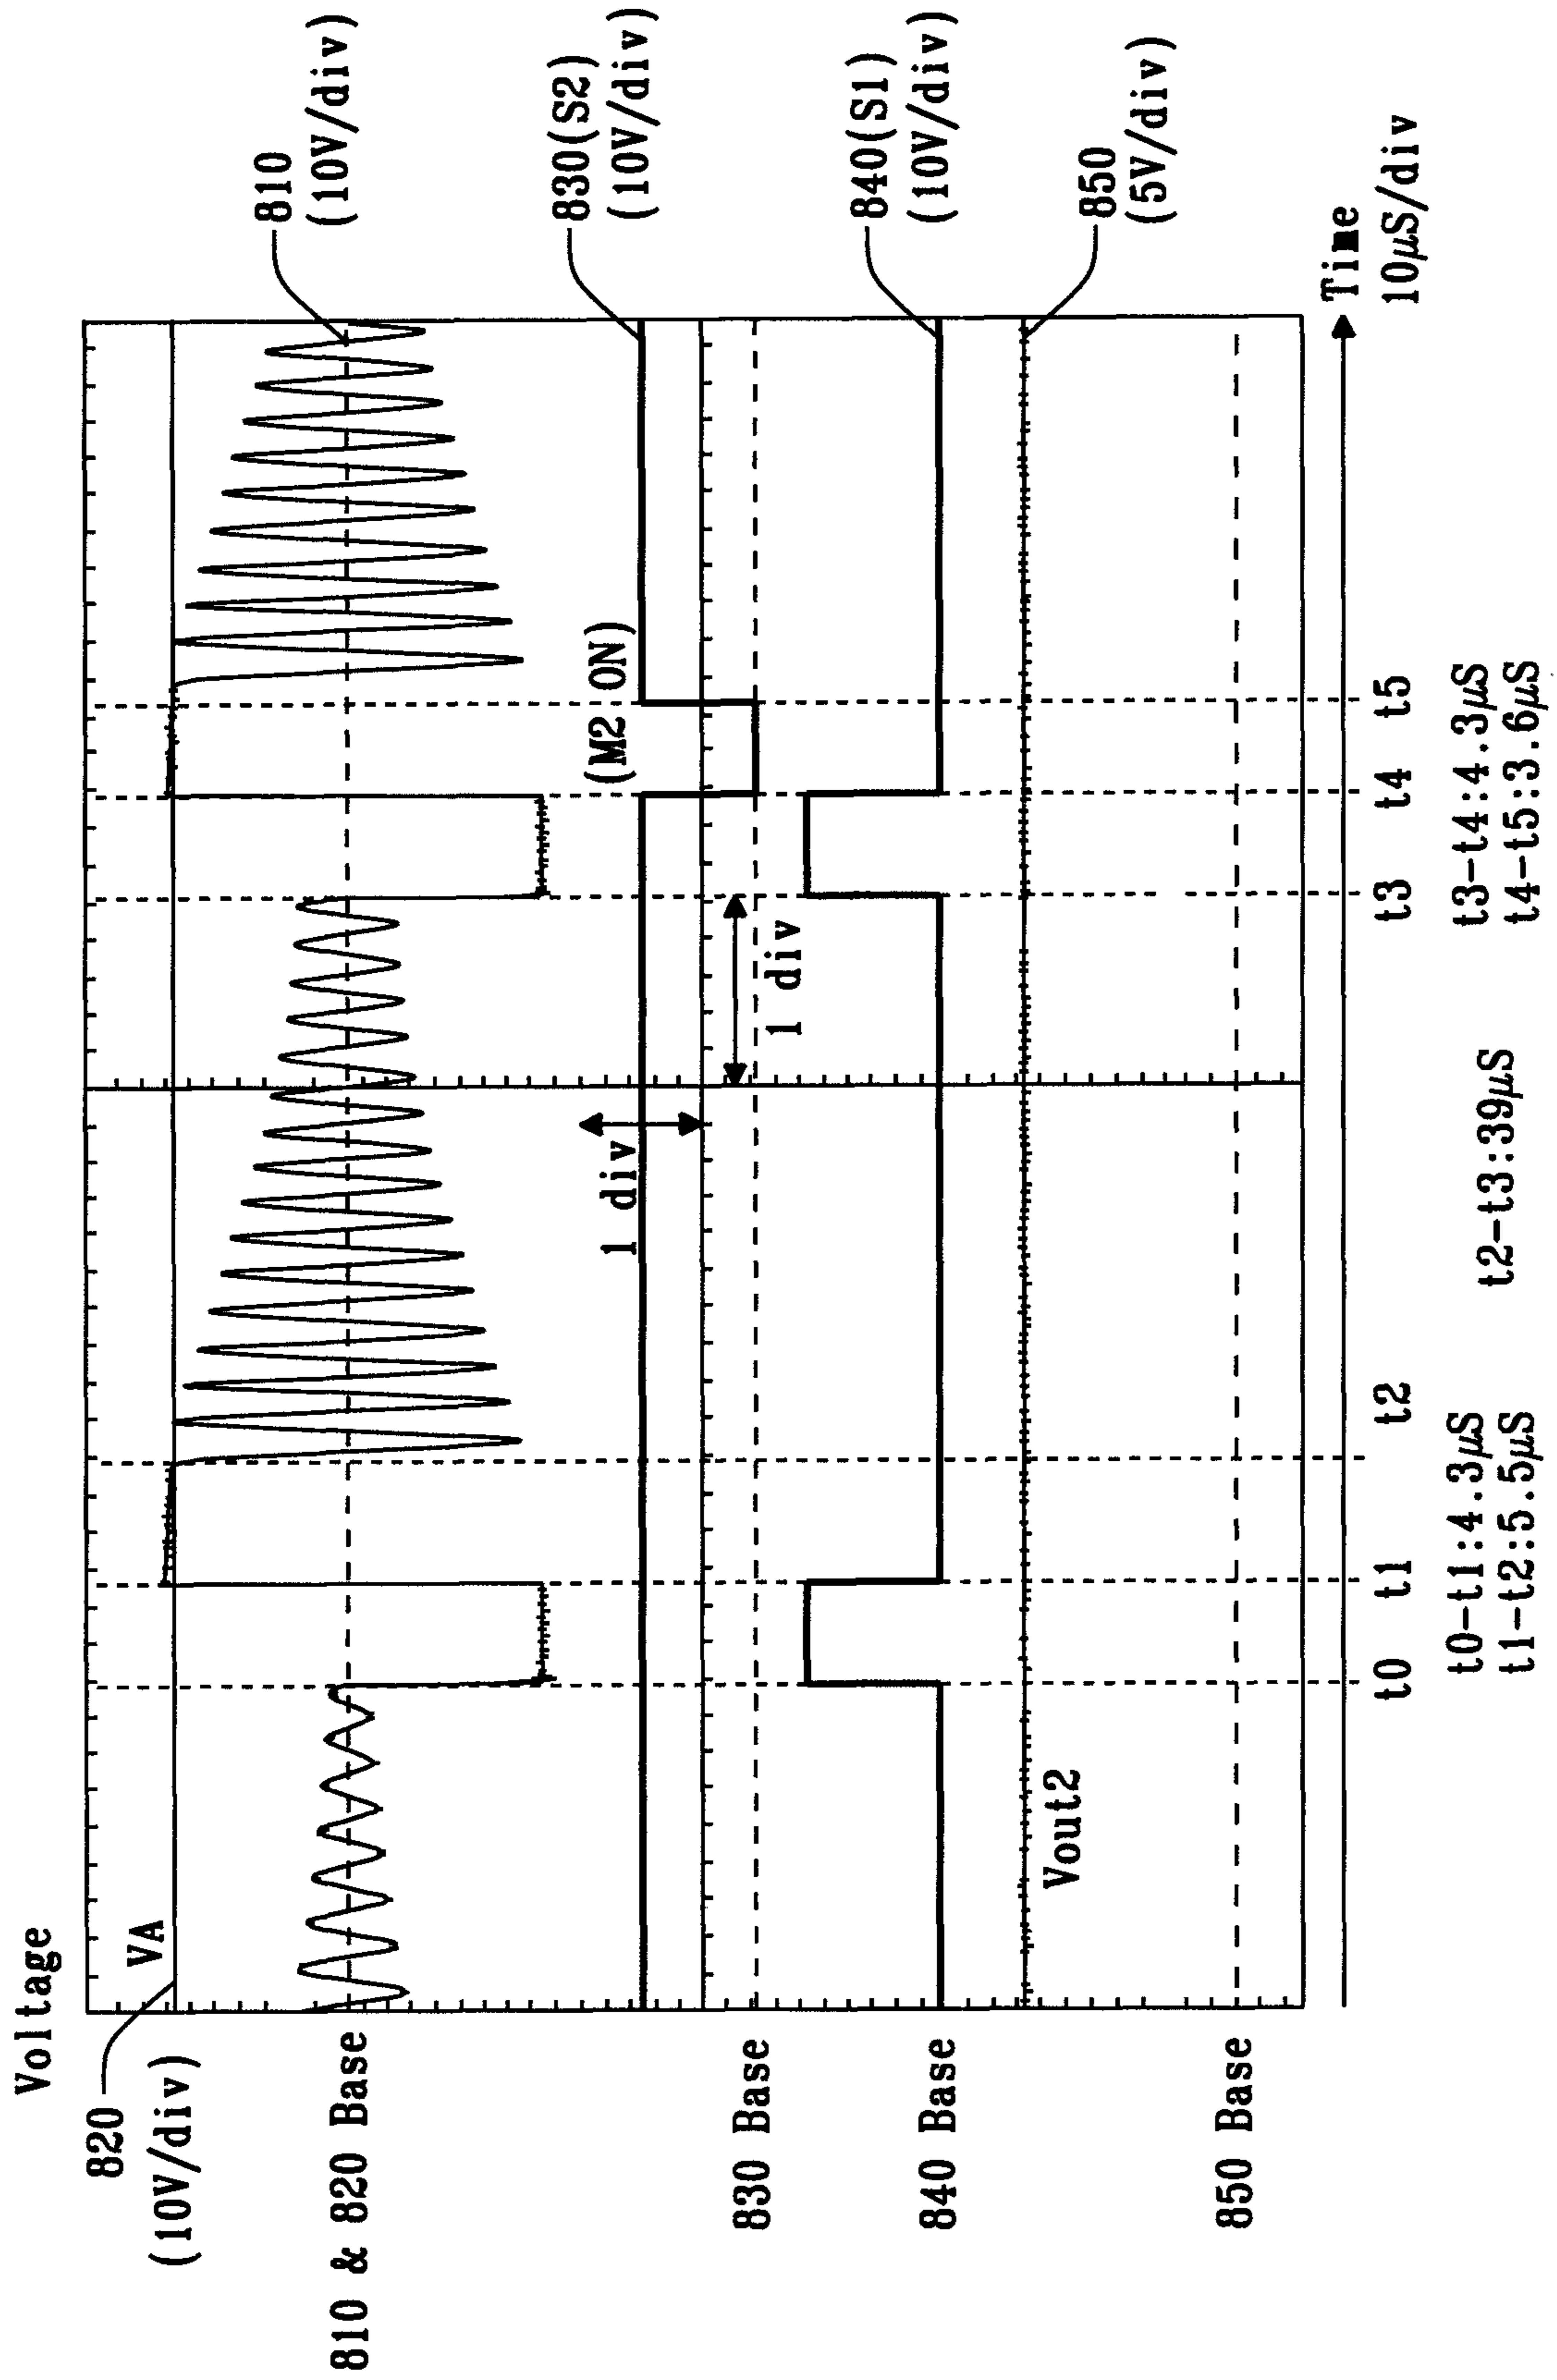 Voltage
820
(10V/div)
VA
810 & 820 Base
830 Base
840 Base
850 Base
810
(10V/div)
830(S2)
(10V/div)
840(S1)
(10V/div)
850
(5V/div)
(M2 ON)
1 div
1 div
Vout2
Time
10μS/div
t0
t1
t2
t3
t4
t5
t0-t1:4.3μS
t1-t2:5.5μS
t2-t3:39μS
t3-t4:4.3μS
t4-t5:3.6μS